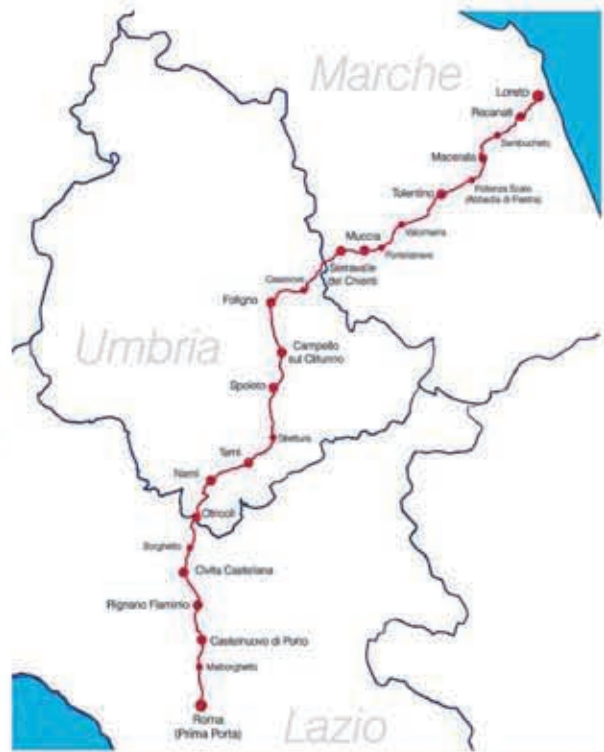 Marche
Loreto
Recanati
Sambucheto
Macerata
Tolentino
Potenza Scalo
(Abbadia di Fiastra)
Valcimarra
Muccia
Pontelatrave
Serravalle
del Chienti
Casenove
Foligno
Umbria
Campello
sul Clitunno
Spoleto
Strettura
Terni
Narni
Otricoli
Borghetto
Civita Castellana
Rignano Flaminio
Castelnuovo di Porto
Malborghetto
Roma
(Prima Porta)
Lazio